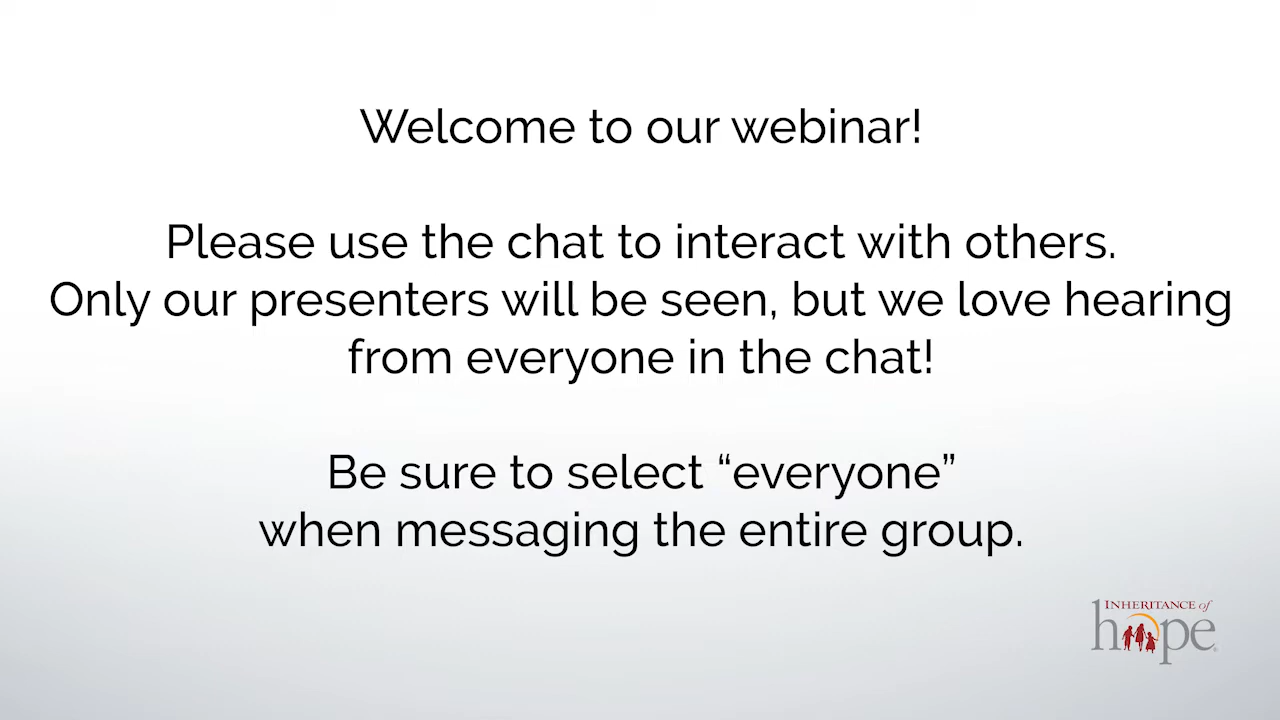 Welcome to our webinar!
Please use the chat to interact with others.
Only our presenters will be seen, but we love hearing
from everyone in the chat!
Be sure to select “everyone”
when messaging the entire group.
INHERITANCE of
hope®